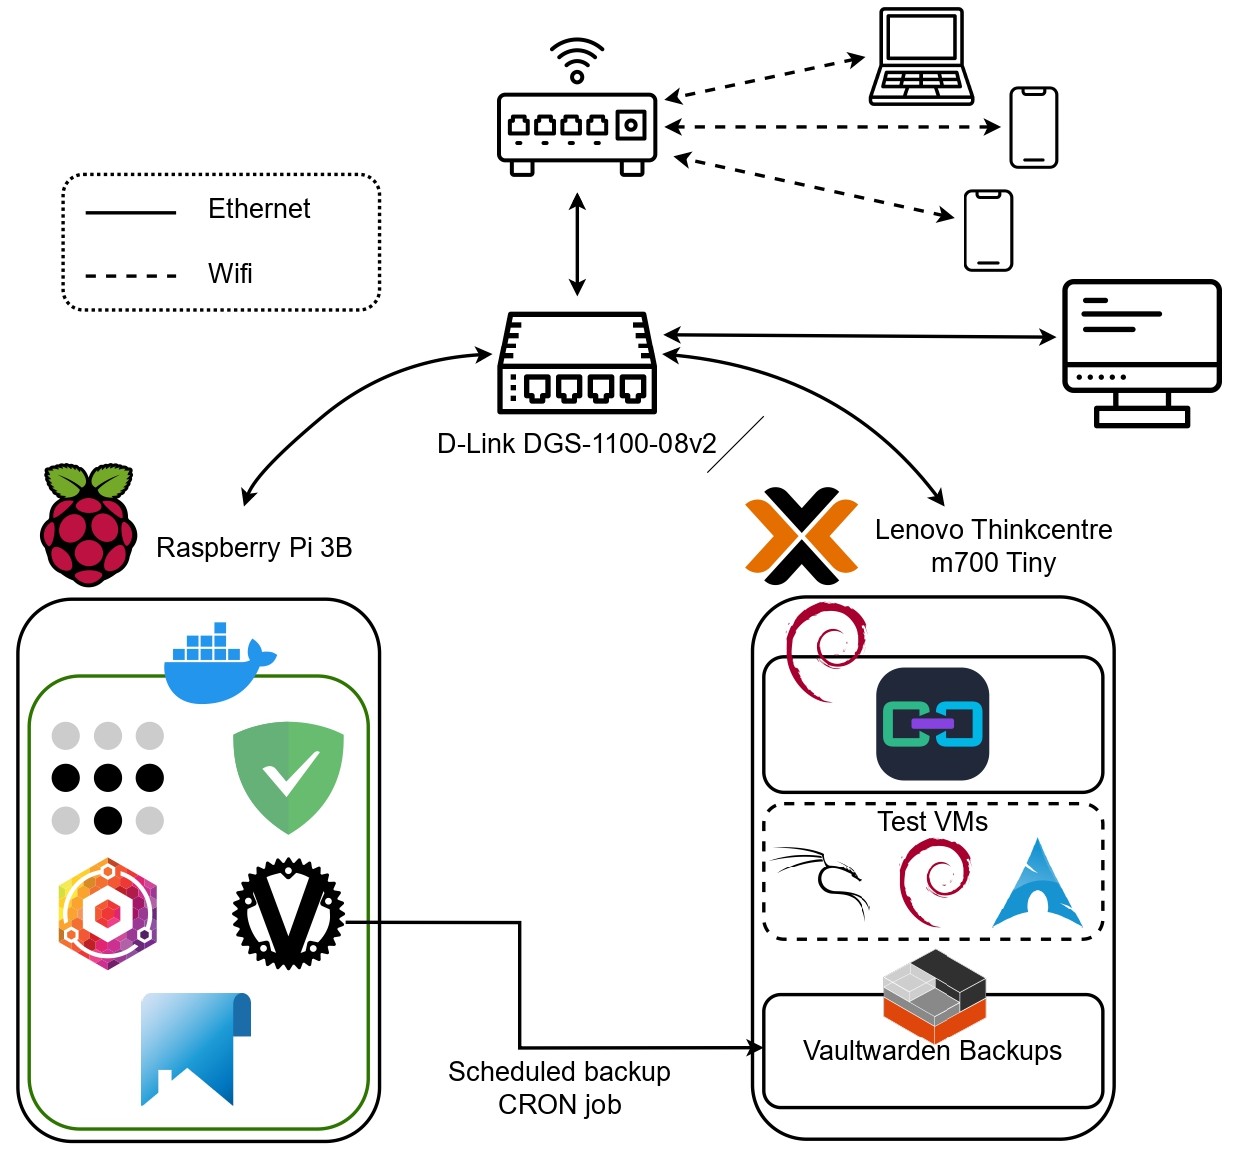 Ethernet
Wifi
D-Link DGS-1100-08v2
Raspberry Pi 3B
Lenovo Thinkcentre
m700 Tiny
Test VMs
Vaultwarden Backups
Scheduled backup
CRON job